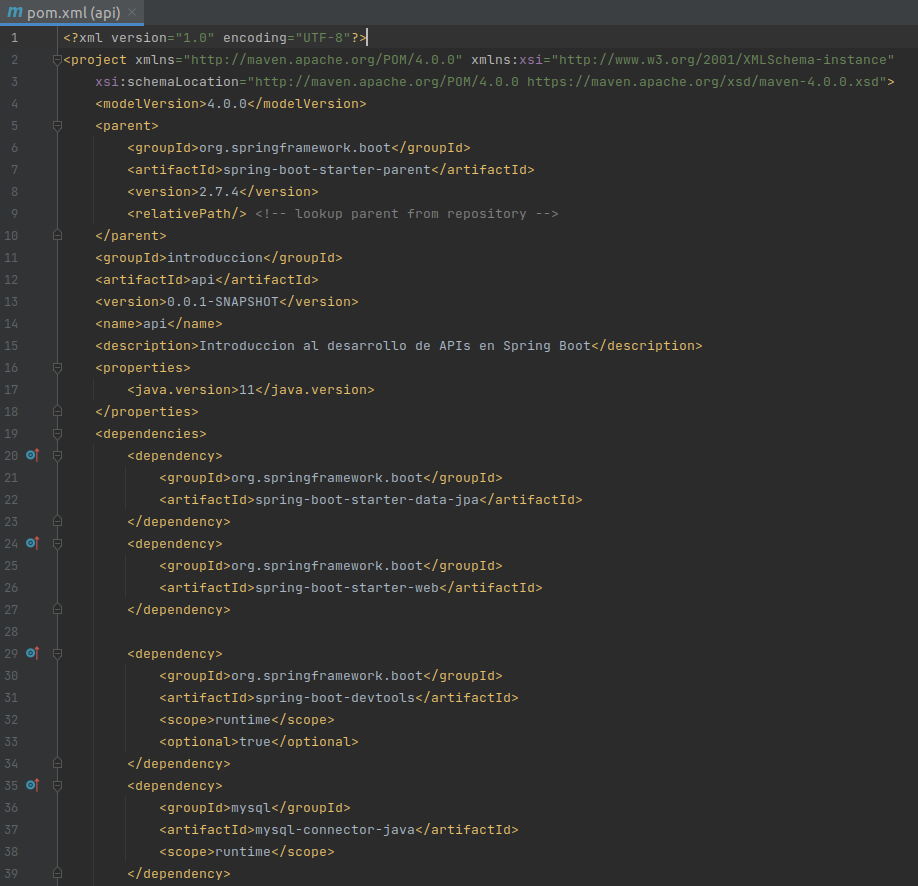 m pom.xml (api) ×
1 <?xml version="1.0" encoding="UTF-8"?>
2 <project xmlns="http://maven.apache.org/POM/4.0.0" xmlns:xsi="http://www.w3.org/2001/XMLSchema-instance"
3 xsi:schemaLocation="http://maven.apache.org/POM/4.0.0 https://maven.apache.org/xsd/maven-4.0.0.xsd">
4 <modelVersion>4.0.0</modelVersion>
5 <parent>
6 <groupId>org.springframework.boot</groupId>
7 <artifactId>spring-boot-starter-parent</artifactId>
8 <version>2.7.4</version>
9 <relativePath/> <!-- lookup parent from repository -->
10 </parent>
11 <groupId>introduccion</groupId>
12 <artifactId>api</artifactId>
13 <version>0.0.1-SNAPSHOT</version>
14 <name>api</name>
15 <description>Introduccion al desarrollo de APIs en Spring Boot</description>
16 <properties>
17 <java.version>11</java.version>
18 </properties>
19 <dependencies>
20 <dependency>
21 <groupId>org.springframework.boot</groupId>
22 <artifactId>spring-boot-starter-data-jpa</artifactId>
23 </dependency>
24 <dependency>
25 <groupId>org.springframework.boot</groupId>
26 <artifactId>spring-boot-starter-web</artifactId>
27 </dependency>
28
29 <dependency>
30 <groupId>org.springframework.boot</groupId>
31 <artifactId>spring-boot-devtools</artifactId>
32 <scope>runtime</scope>
33 <optional>true</optional>
34 </dependency>
35 <dependency>
36 <groupId>mysql</groupId>
37 <artifactId>mysql-connector-java</artifactId>
38 <scope>runtime</scope>
39 </dependency>